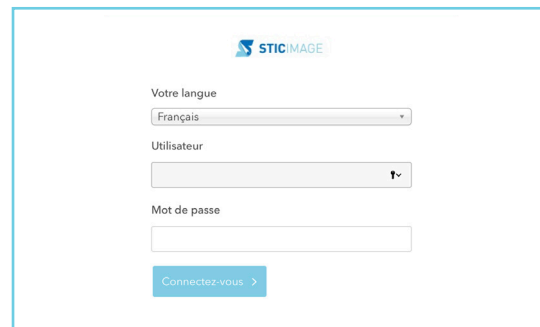 STICIMAGE
Votre langue
Français
Utilisateur
Mot de passe
Connectez-vous >